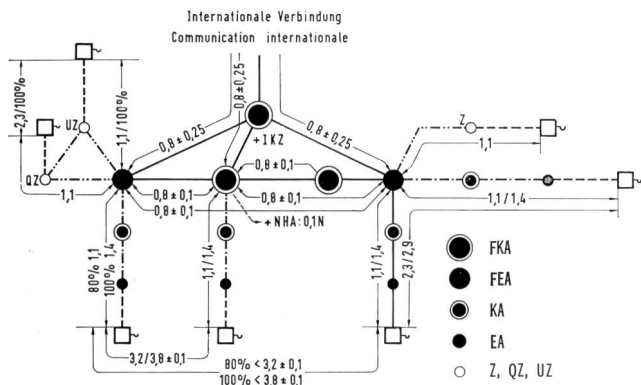 Internationale Verbindung
Communication internationale
2,3/100%
1,1/100%
0,8±0,25
0,8±0,25
0,8±0,25
0,8±0,25
+IKZ
UZ
Z
QZ
1,1
1,1
0,8±0,1
0,8±0,1
0,8±0,1
0,8±0,1
0,8±0,1
1,1/1,4
+NHA:0,1N
80% 1,1
100% 1,4
1,1/1,4
1,1/1,4
2,3/2,9
3,2/3,8±0,1
80% <3,2±0,1
100% <3,8±0,1
FKA
FEA
KA
EA
Z, QZ, UZ